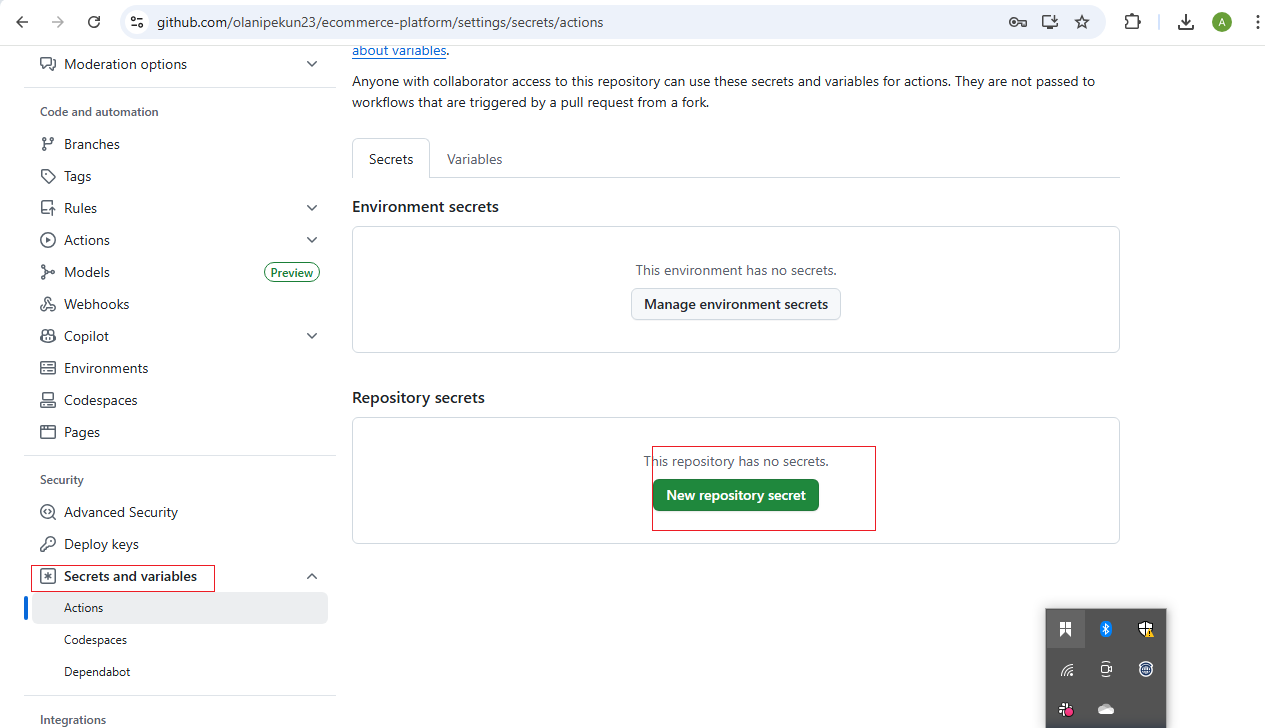 github.com/olanipekun23/ecommerce-platform/settings/secrets/actions
A
Moderation options
Code and automation
Branches
Tags
Rules
Actions
Models
Preview
Webhooks
Copilot
Environments
Codespaces
Pages
Security
Advanced Security
Deploy keys
Secrets and variables
Actions
Codespaces
Dependabot
Integrations
about variables.
Anyone with collaborator access to this repository can use these secrets and variables for actions. They are not passed to
workflows that are triggered by a pull request from a fork.
Secrets
Variables
Environment secrets
This environment has no secrets.
Manage environment secrets
Repository secrets
This repository has no secrets.
New repository secret